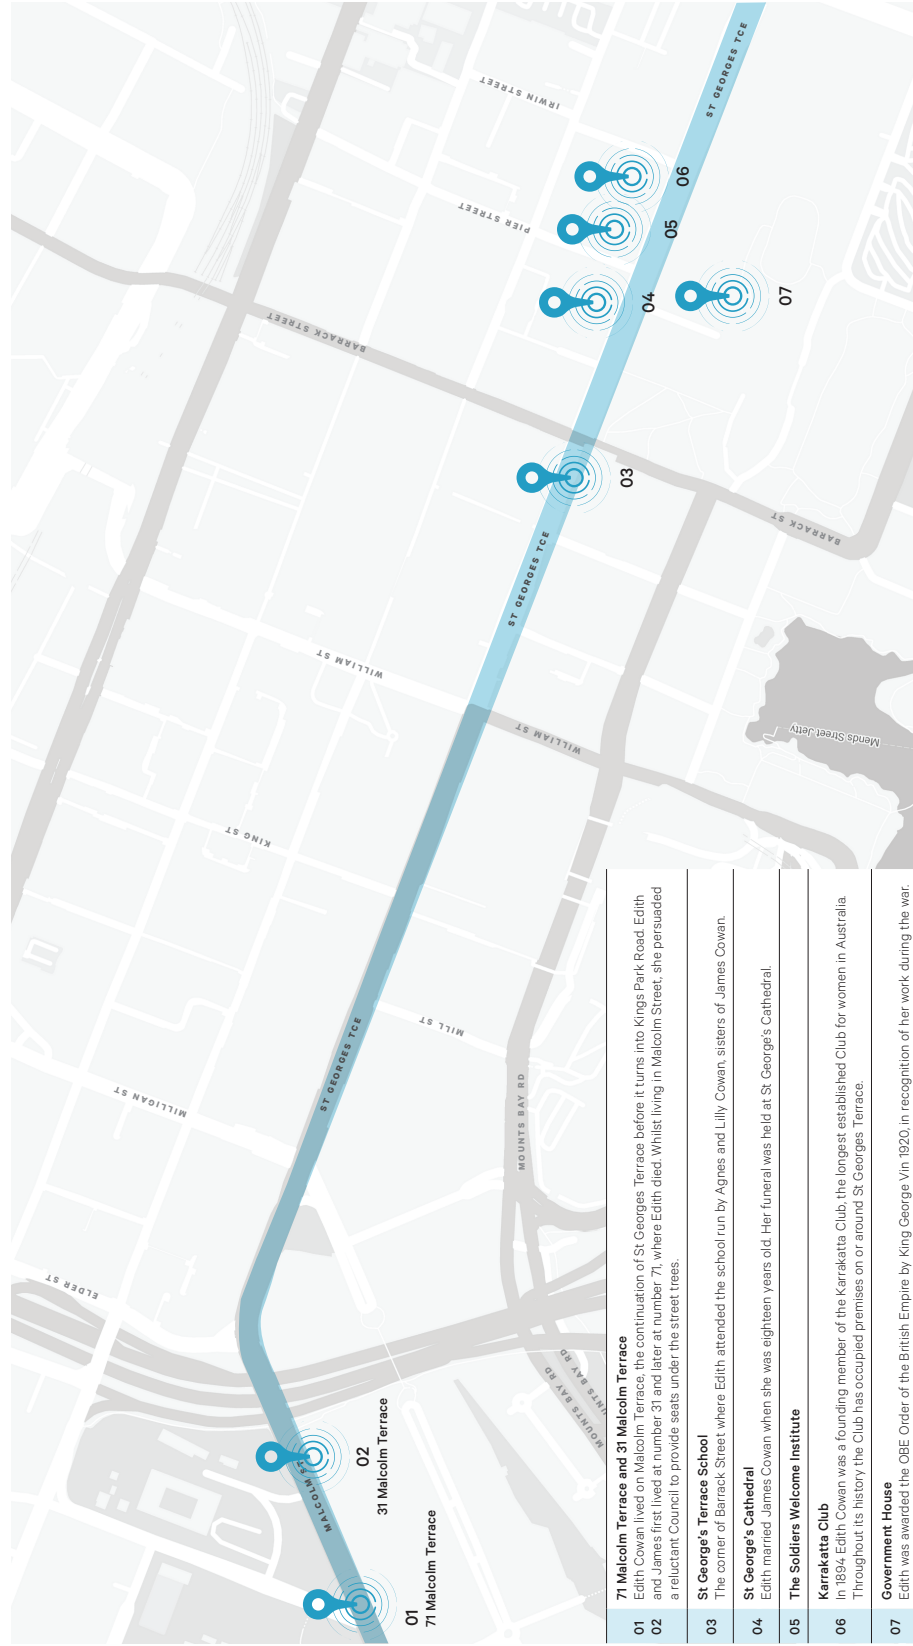 ST GEORGES TCE
IRWIN STREET
PIER STREET
06
05
04
07
BARRACK STREET
03
BARRACK ST
ST GEORGES TCE
WILLIAM ST
WILLIAM ST
Mends Street Jetty
KING ST
MILL ST
ST GEORGES TCE
MILLIGAN ST
MOUNTS BAY RD
ELDER ST
MOUNTS BAY RD
UNTS BAY RD
MALCOLM ST
02
31 Malcolm Terrace
01
71 Malcolm Terrace
01
02
71 Malcolm Terrace and 31 Malcolm Terrace
Edith Cowan lived on Malcolm Terrace, the continuation of St Georges Terrace before it turns into Kings Park Road. Edith
and James first lived at number 31 and later at number 71, where Edith died. Whilst living in Malcolm Street, she persuaded
a reluctant Council to provide seats under the street trees.
03
St George's Terrace School
The corner of Barrack Street where Edith attended the school run by Agnes and Lilly Cowan, sisters of James Cowan.
04
St George's Cathedral
Edith married James Cowan when she was eighteen years old. Her funeral was held at St George's Cathedral.
05
The Soldiers Welcome Institute
06
Karrakatta Club
In 1894 Edith Cowan was a founding member of the Karrakatta Club, the longest established Club for women in Australia.
Throughout its history the Club has occupied premises on or around St Georges Terrace.
07
Government House
Edith was awarded the OBE Order of the British Empire by King George Vin 1920, in recognition of her work during the war.